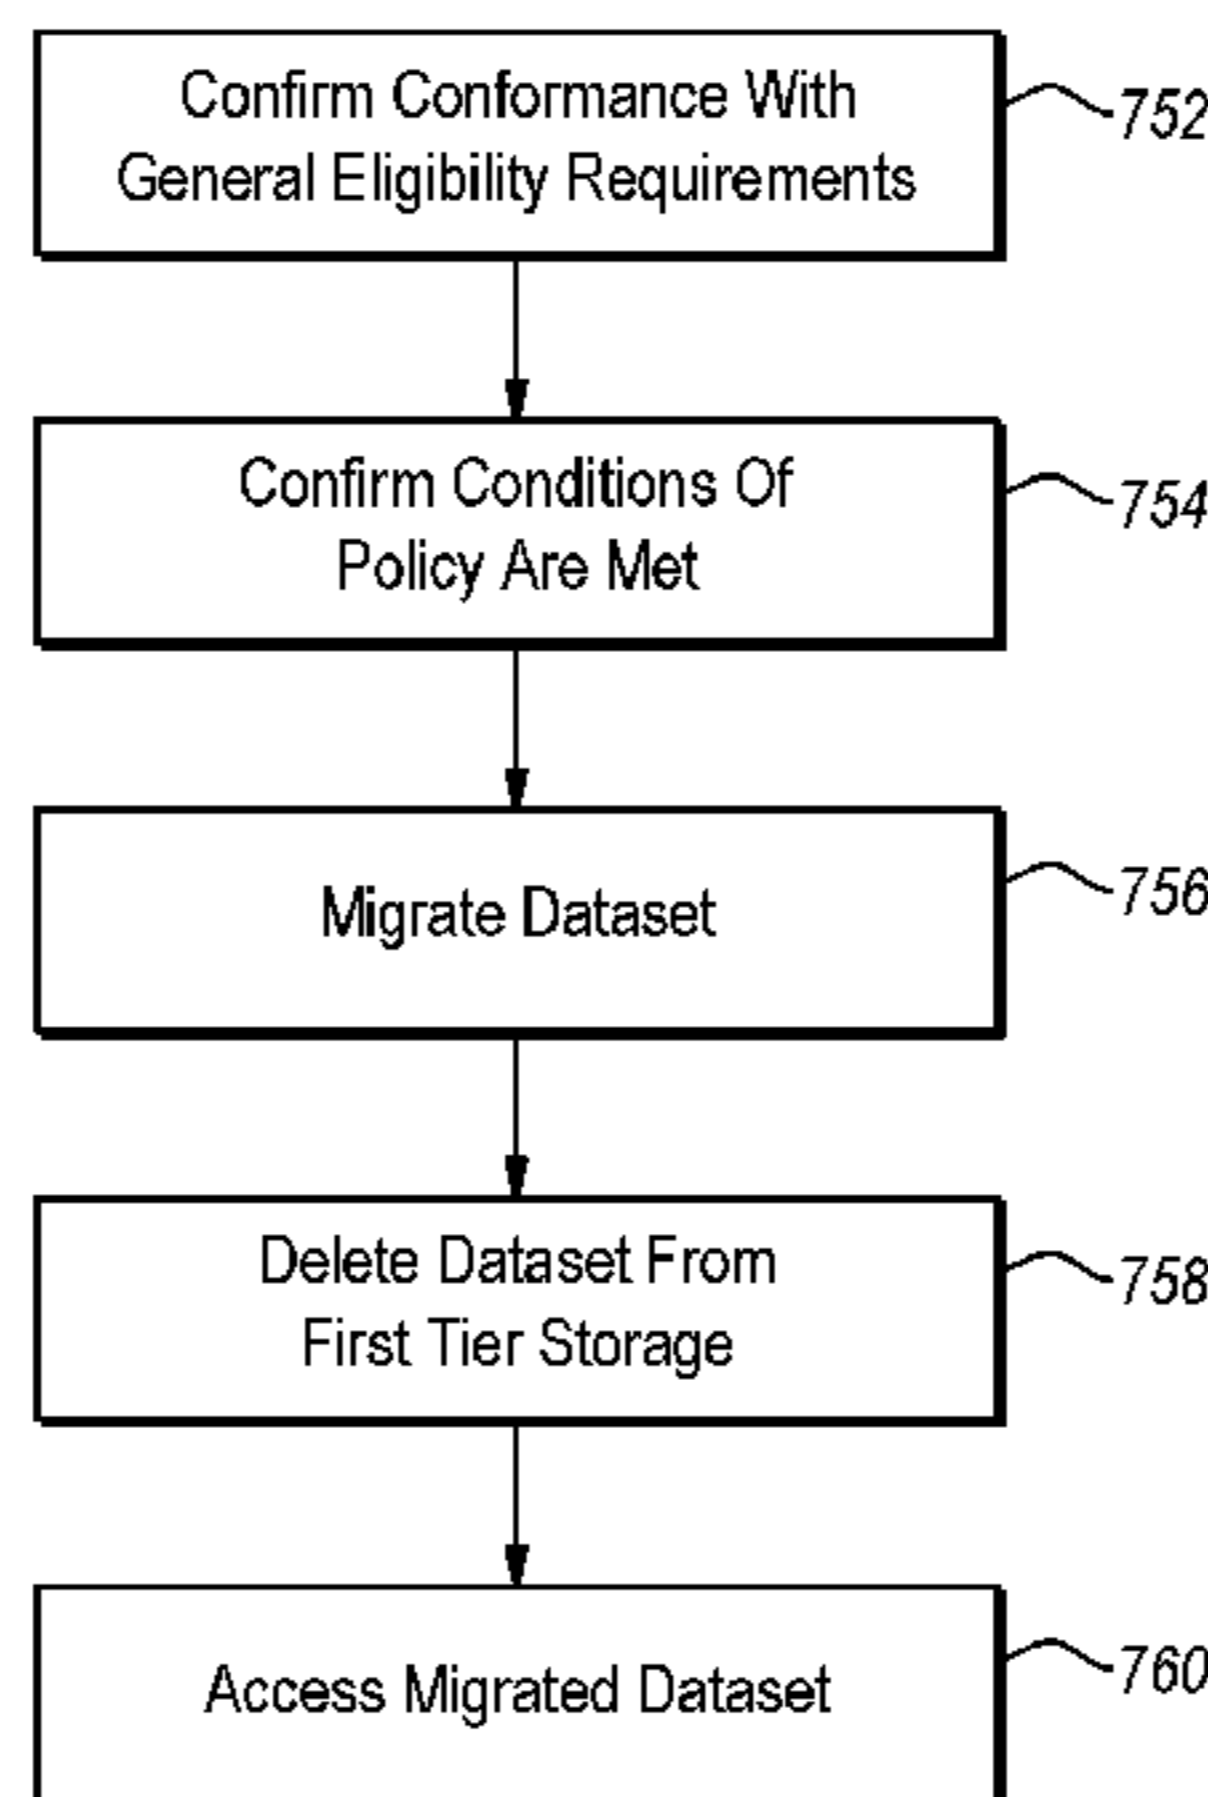 Confirm Conformance With
General Eligibility Requirements
752
Confirm Conditions Of
Policy Are Met
754
Migrate Dataset
756
Delete Dataset From
First Tier Storage
758
Access Migrated Dataset
760